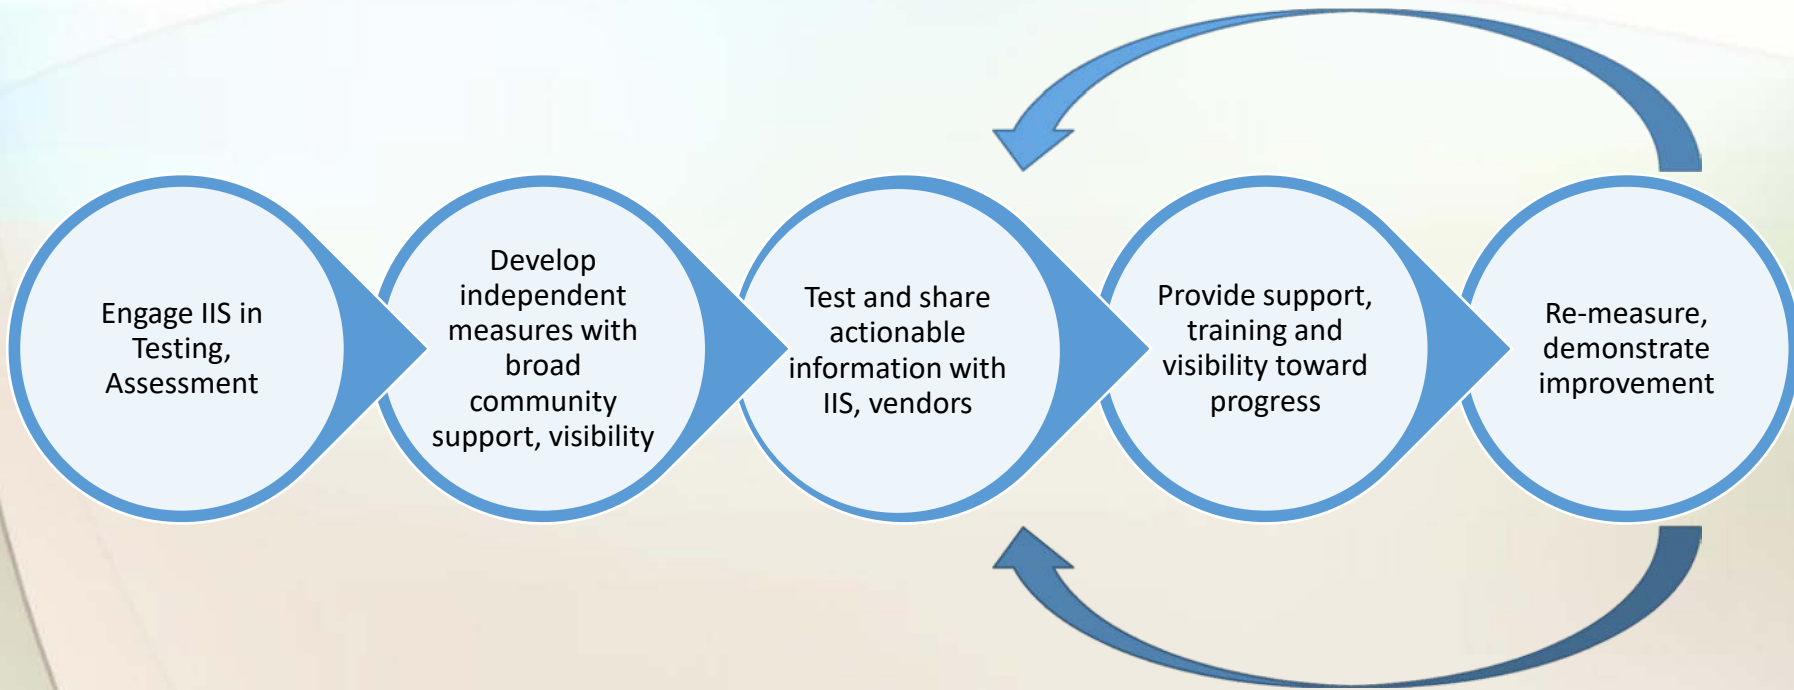 Engage IIS in
Testing,
Assessment
Develop
independent
measures with
broad
community
support, visibility
Test and share
actionable
information with
IIS, vendors
Provide support,
training and
visibility toward
progress
Re-measure,
demonstrate
improvement